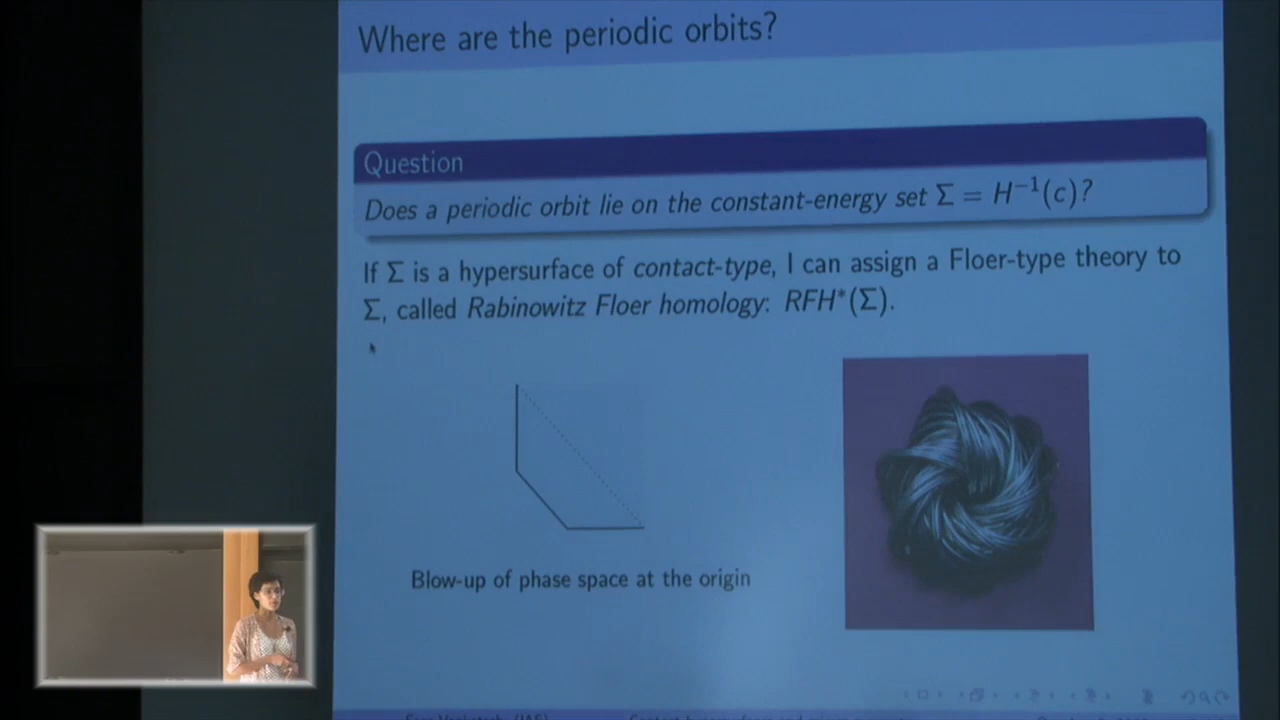 Where are the periodic orbits?
Question
Does a periodic orbit lie on the constant-energy set Σ = H⁻¹(c)?
If Σ is a hypersurface of contact-type, I can assign a Floer-type theory to
Σ, called Rabinowitz Floer homology: RFH*(Σ).
Blow-up of phase space at the origin